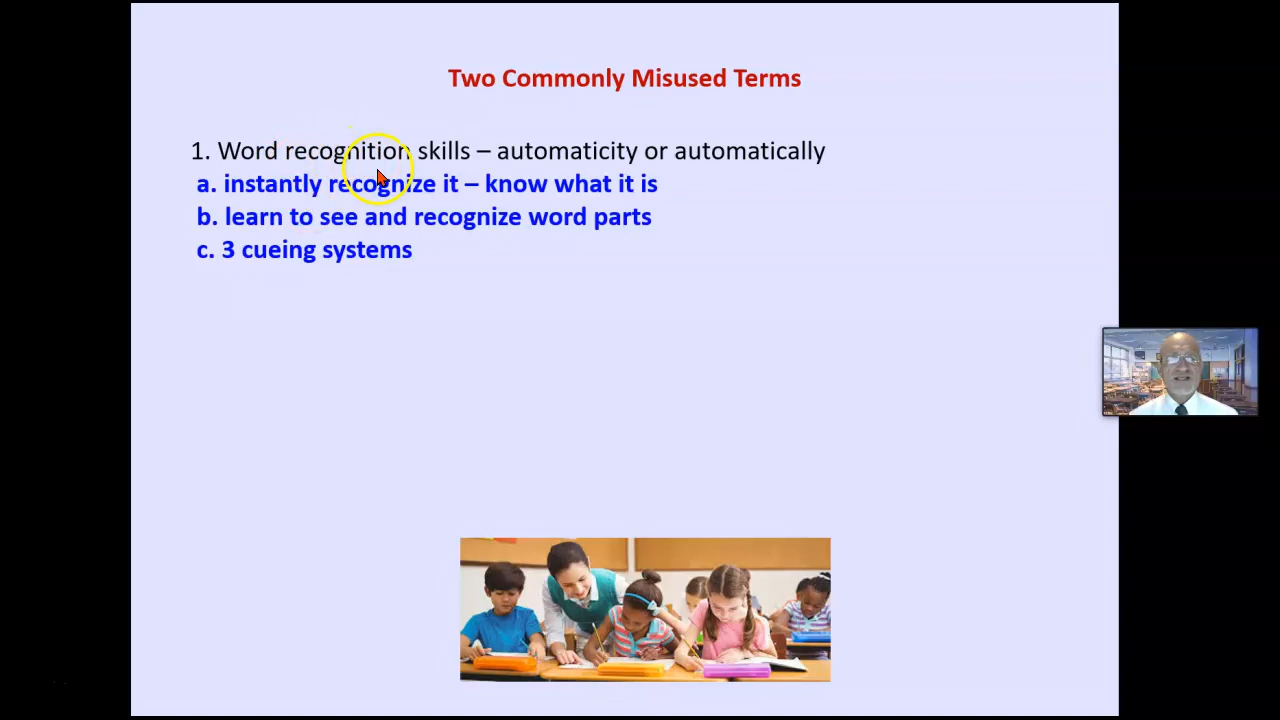 Two Commonly Misused Terms
1. Word recognition skills – automaticity or automatically
a. instantly recognize it – know what it is
b. learn to see and recognize word parts
c. 3 cueing systems